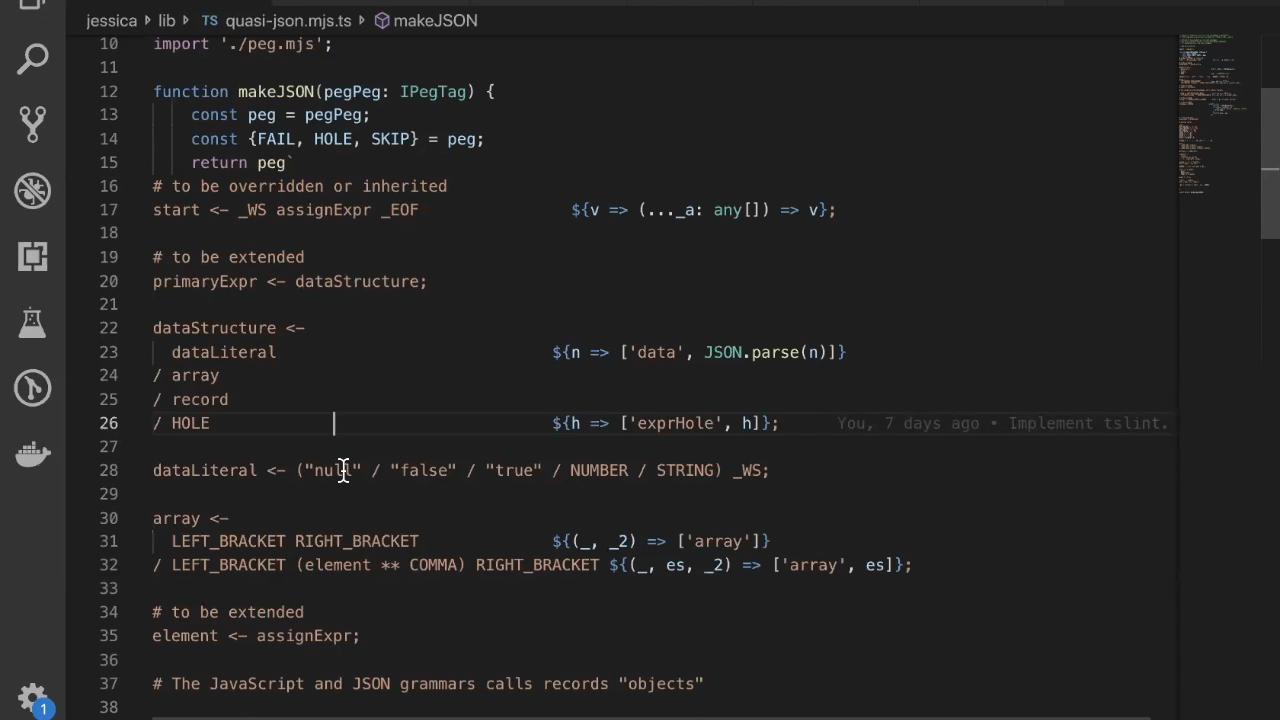 jessica › lib › TS quasi-json.mjs.ts › makeJSON
10 import './peg.mjs';
11
12 function makeJSON(pegPeg: IPegTag) {
13 const peg = pegPeg;
14 const {FAIL, HOLE, SKIP} = peg;
15 return peg`
16 # to be overridden or inherited
17 start <- _WS assignExpr _EOF ${v => (..._a: any[]) => v};
18
19 # to be extended
20 primaryExpr <- dataStructure;
21
22 dataStructure <-
23 dataLiteral ${n => ['data', JSON.parse(n)]}
24 / array
25 / record
26 / HOLE ${h => ['exprHole', h]}; You, 7 days ago • Implement tslint.
27
28 dataLiteral <- ("null" / "false" / "true" / NUMBER / STRING) _WS;
29
30 array <-
31 LEFT_BRACKET RIGHT_BRACKET ${(_, _2) => ['array']}
32 / LEFT_BRACKET (element ** COMMA) RIGHT_BRACKET ${(_, es, _2) => ['array', es]};
33
34 # to be extended
35 element <- assignExpr;
36
37 # The JavaScript and JSON grammars calls records "objects"
38
1